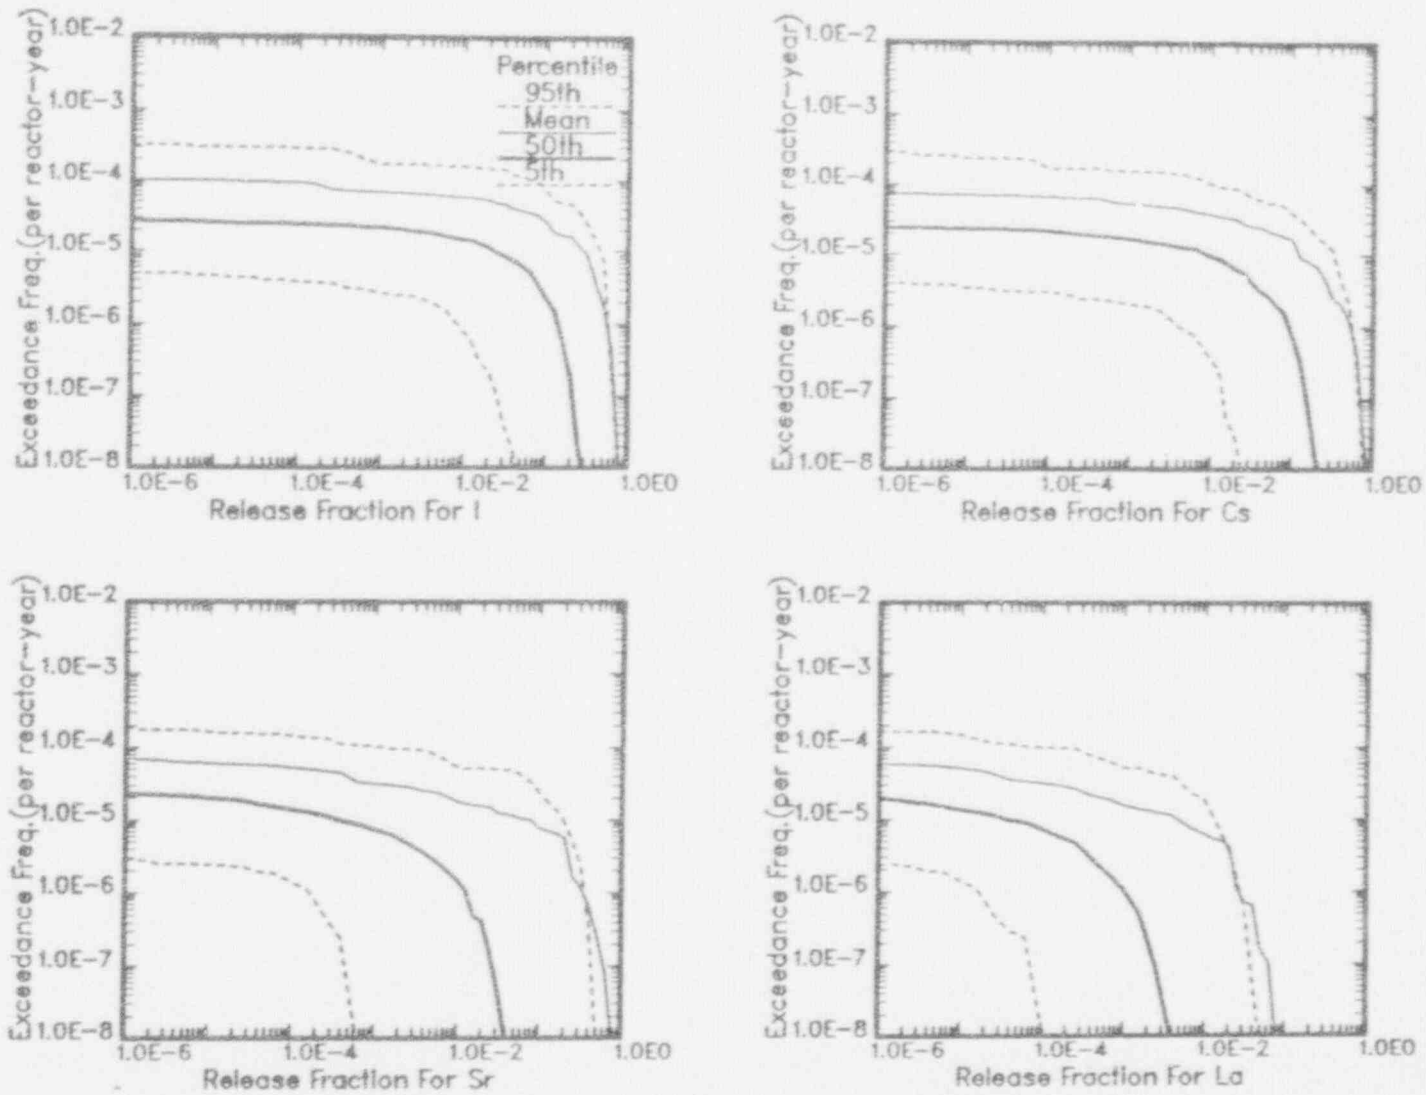 Exceedance Freq.(per reactor-year)
1.0E-2
1.0E-3
1.0E-4
1.0E-5
1.0E-6
1.0E-7
1.0E-8
Percentile
95th
Mean
50th
5th
1.0E-6
1.0E-4
1.0E-2
1.0E0
Release Fraction For I
Exceedance Freq.(per reactor-year)
1.0E-2
1.0E-3
1.0E-4
1.0E-5
1.0E-6
1.0E-7
1.0E-8
1.0E-6
1.0E-4
1.0E-2
1.0E0
Release Fraction For Cs
Exceedance Freq.(per reactor-year)
1.0E-2
1.0E-3
1.0E-4
1.0E-5
1.0E-6
1.0E-7
1.0E-8
1.0E-6
1.0E-4
1.0E-2
1.0E0
Release Fraction For Sr
Exceedance Freq.(per reactor-year)
1.0E-2
1.0E-3
1.0E-4
1.0E-5
1.0E-6
1.0E-7
1.0E-8
1.0E-6
1.0E-4
1.0E-2
1.0E0
Release Fraction For La